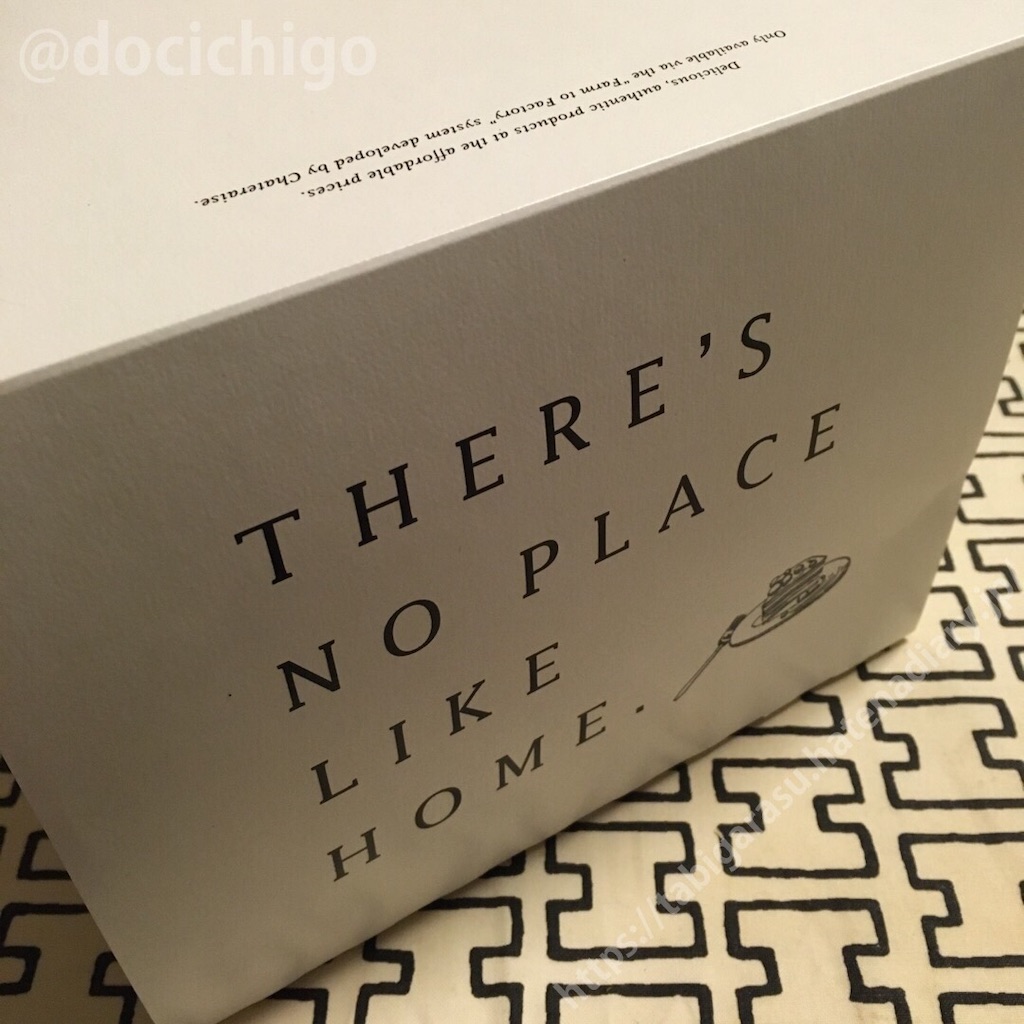 @docichigo
Delicious, authentic products at the affordable prices.
Only available via the "Farm to Factory" system developed by Chateraise.
THERE'S
NO PLACE
LIKE
HOME.